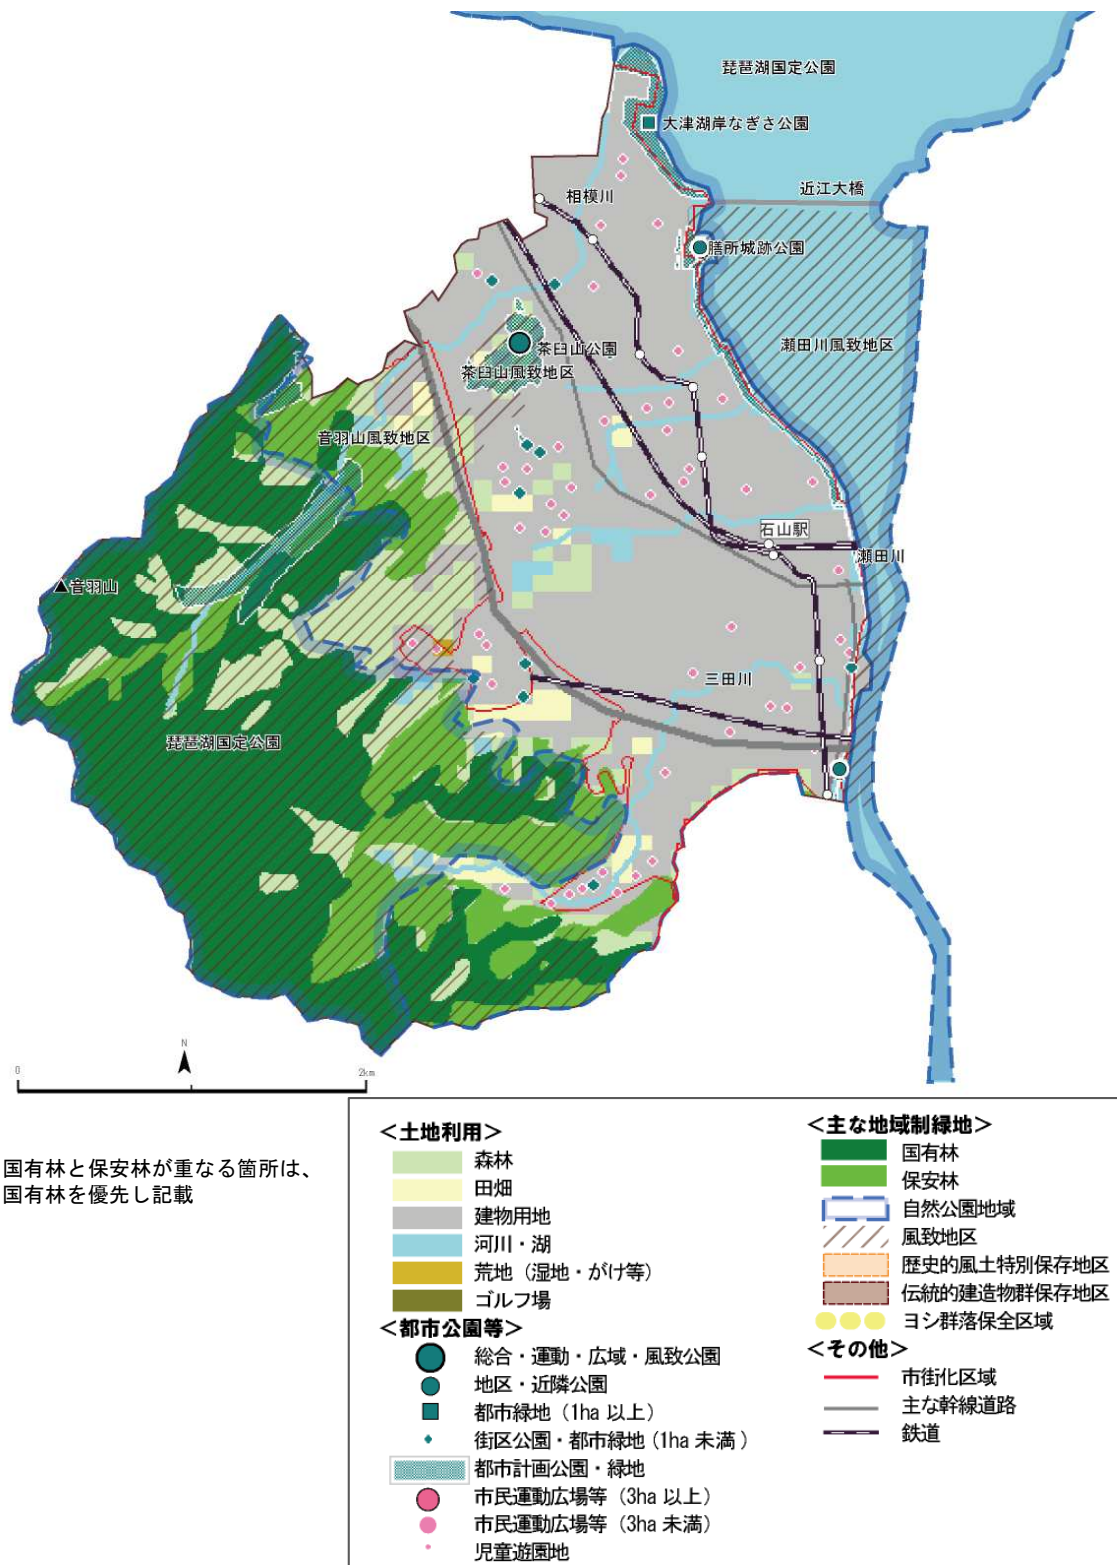 琵琶湖国定公園
大津湖岸なぎさ公園
近江大橋
相模川
膳所城跡公園
瀬田川風致地区
茶臼山公園
茶臼山風致地区
音羽山風致地区
石山駅
瀬田川
▲音羽山
三田川
琵琶湖国定公園
N
0 2km
国有林と保安林が重なる箇所は、
国有林を優先し記載
＜土地利用＞
森林
田畑
建物用地
河川・湖
荒地（湿地・がけ等）
ゴルフ場
＜都市公園等＞
総合・運動・広域・風致公園
地区・近隣公園
都市緑地（1ha 以上）
街区公園・都市緑地（1ha 未満）
都市計画公園・緑地
市民運動広場等（3ha 以上）
市民運動広場等（3ha 未満）
児童遊園地
＜主な地域制緑地＞
国有林
保安林
自然公園地域
風致地区
歴史的風土特別保存地区
伝統的建造物群保存地区
ヨシ群落保全区域
＜その他＞
市街化区域
主な幹線道路
鉄道